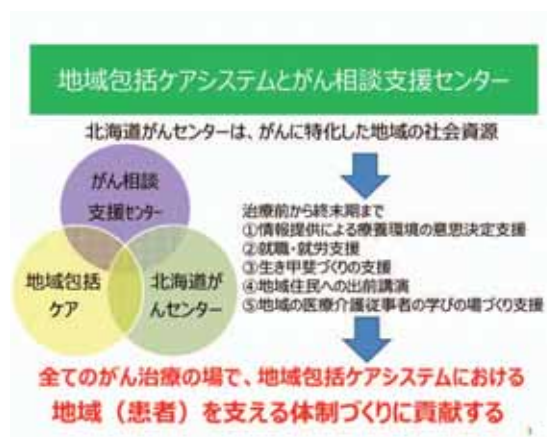 地域包括ケアシステムとがん相談支援センター
北海道がんセンターは、がんに特化した地域の社会資源
がん相談
支援センター
地域包括
ケア
北海道が
んセンター
治療前から終末期まで
①情報提供による療養環境の意思決定支援
②就職・就労支援
③生き甲斐づくりの支援
④地域住民への出前講演
⑤地域の医療介護従事者の学びの場づくり支援
全てのがん治療の場で、地域包括ケアシステムにおける
地域（患者）を支える体制づくりに貢献する